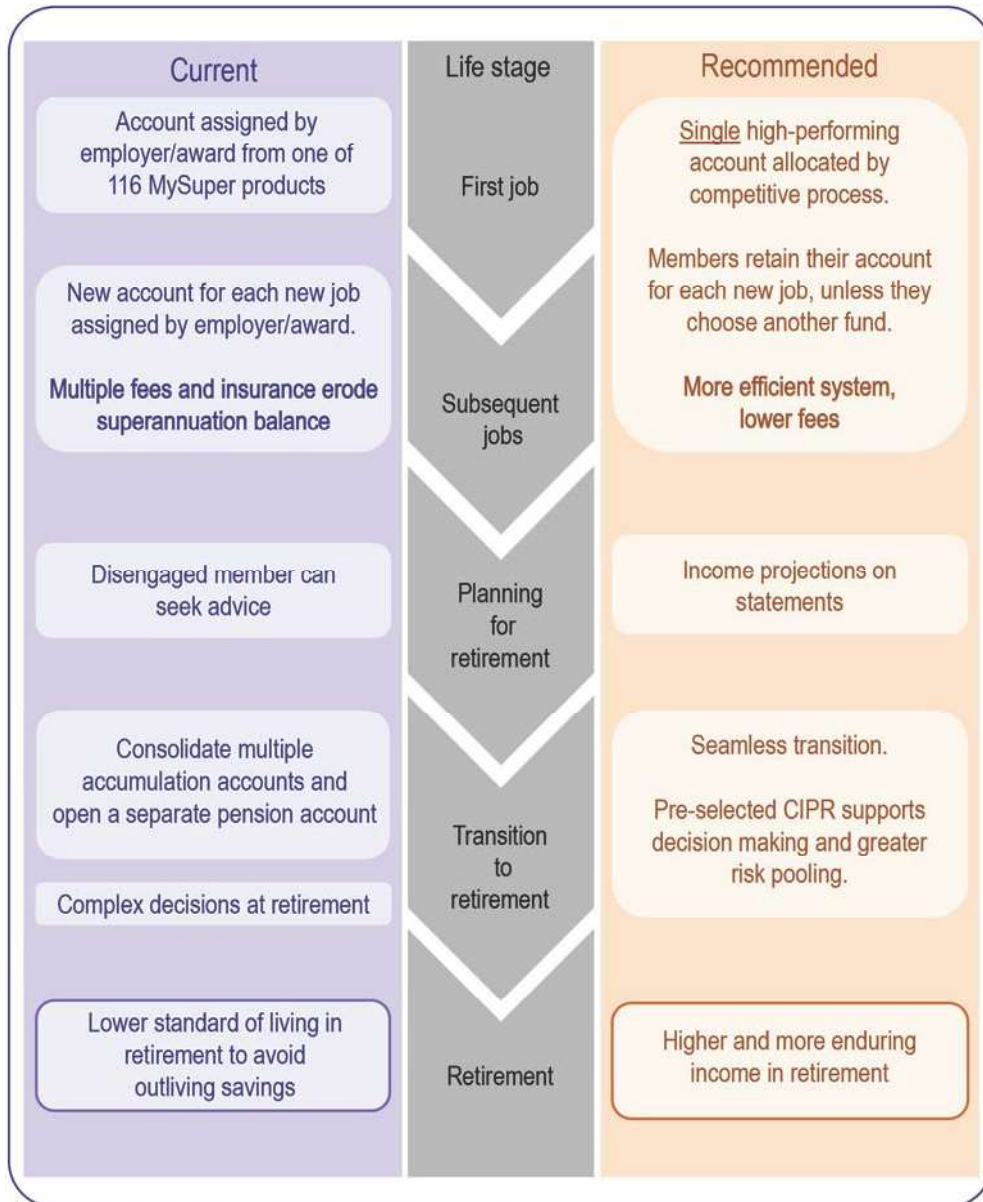 Current
Life stage
Recommended
Account assigned by
employer/award from one of
116 MySuper products
First job
Single high-performing
account allocated by
competitive process.
Members retain their account
for each new job, unless they
choose another fund.
More efficient system,
lower fees
New account for each new job
assigned by employer/award.
Multiple fees and insurance erode
superannuation balance
Subsequent
jobs
Disengaged member can
seek advice
Planning
for
retirement
Income projections on
statements
Consolidate multiple
accumulation accounts and
open a separate pension account
Complex decisions at retirement
Transition
to
retirement
Seamless transition.
Pre-selected CIPR supports
decision making and greater
risk pooling.
Lower standard of living in
retirement to avoid
outliving savings
Retirement
Higher and more enduring
income in retirement